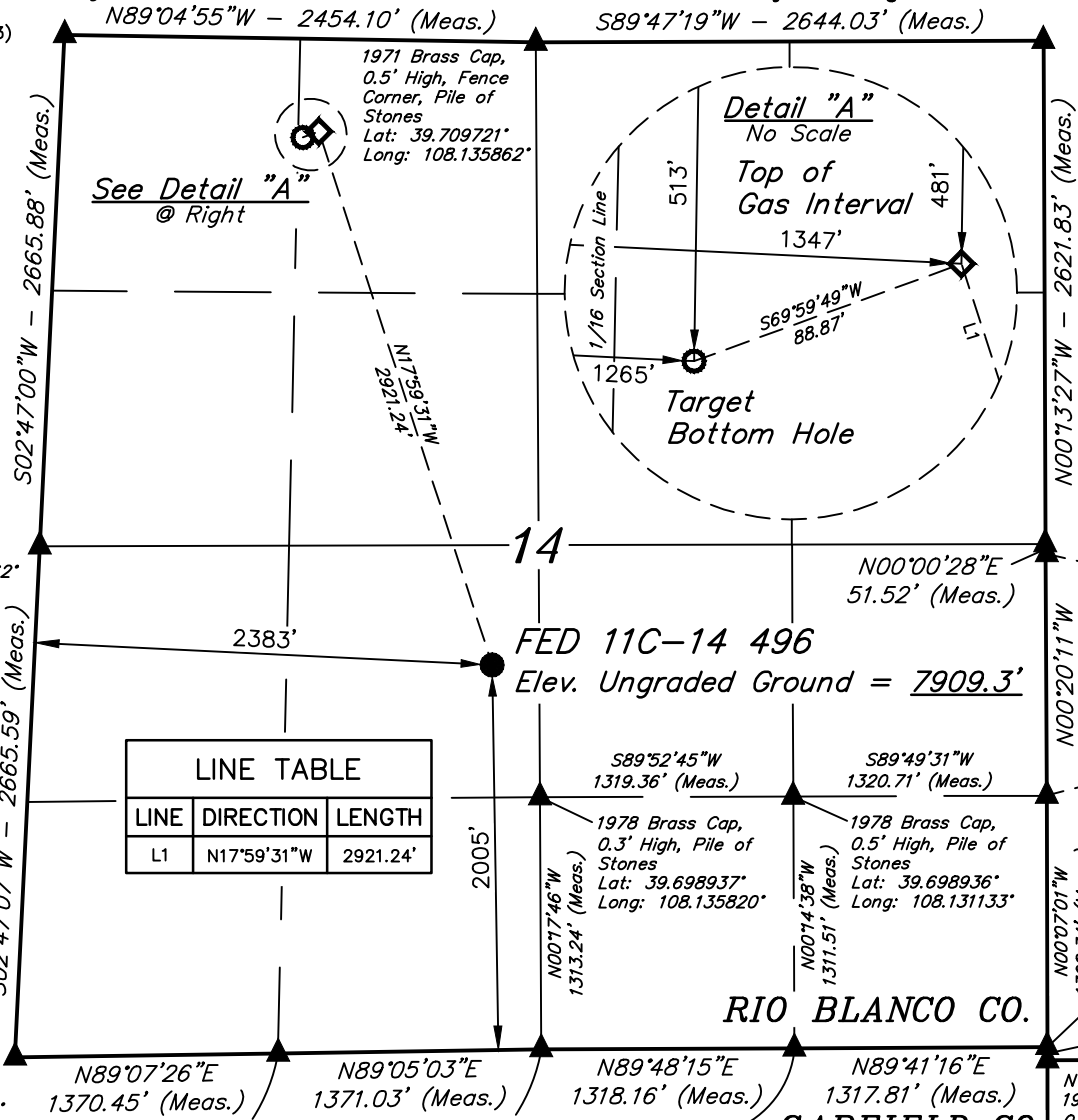 N89°04'55"W - 2454.10' (Meas.)
S89°47'19"W - 2644.03' (Meas.)
1971 Brass Cap,
0.5' High, Fence
Corner, Pile of
Stones
Lat: 39.709721°
Long: 108.135862°
See Detail "A"
@ Right
Detail "A"
No Scale
Top of
Gas Interval
513'
481'
1347'
1/16 Section Line
S69°59'49"W
88.87'
L1
1265'
Target
Bottom Hole
S02°47'00"W - 2665.88' (Meas.)
N00°13'27"W - 2621.83' (Meas.)
N17°59'31"W
2921.24'
14
N00°00'28"E
51.52' (Meas.)
2383'
FED 11C-14 496
Elev. Ungraded Ground = 7909.3'
S02°47'07"W - 2665.59' (Meas.)
N00°20'11"W
LINE TABLE
LINE DIRECTION LENGTH
L1 N17°59'31"W 2921.24'
2005'
S89°52'45"W
1319.36' (Meas.)
S89°49'31"W
1320.71' (Meas.)
1978 Brass Cap,
0.3' High, Pile of
Stones
Lat: 39.698937°
Long: 108.135820°
1978 Brass Cap,
0.5' High, Pile of
Stones
Lat: 39.698936°
Long: 108.131133°
N00°17'46"W
1313.24' (Meas.)
N00°14'38"W
1311.51' (Meas.)
N00°07'01"W
RIO BLANCO CO.
N89°07'26"E
1370.45' (Meas.)
N89°05'03"E
1371.03' (Meas.)
N89°48'15"E
1318.16' (Meas.)
N89°41'16"E
1317.81' (Meas.)